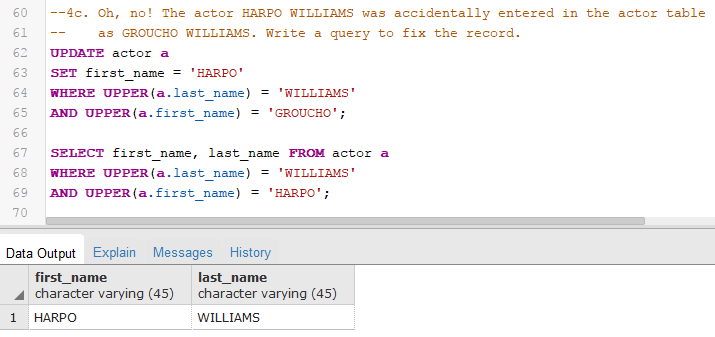 60 --4c. Oh, no! The actor HARPO WILLIAMS was accidentally entered in the actor table
61 --    as GROUCHO WILLIAMS. Write a query to fix the record.
62 UPDATE actor a
63 SET first_name = 'HARPO'
64 WHERE UPPER(a.last_name) = 'WILLIAMS'
65 AND UPPER(a.first_name) = 'GROUCHO';
66
67 SELECT first_name, last_name FROM actor a
68 WHERE UPPER(a.last_name) = 'WILLIAMS'
69 AND UPPER(a.first_name) = 'HARPO';
70
Data Output Explain Messages History
first_name last_name
character varying (45) character varying (45)
1 HARPO WILLIAMS